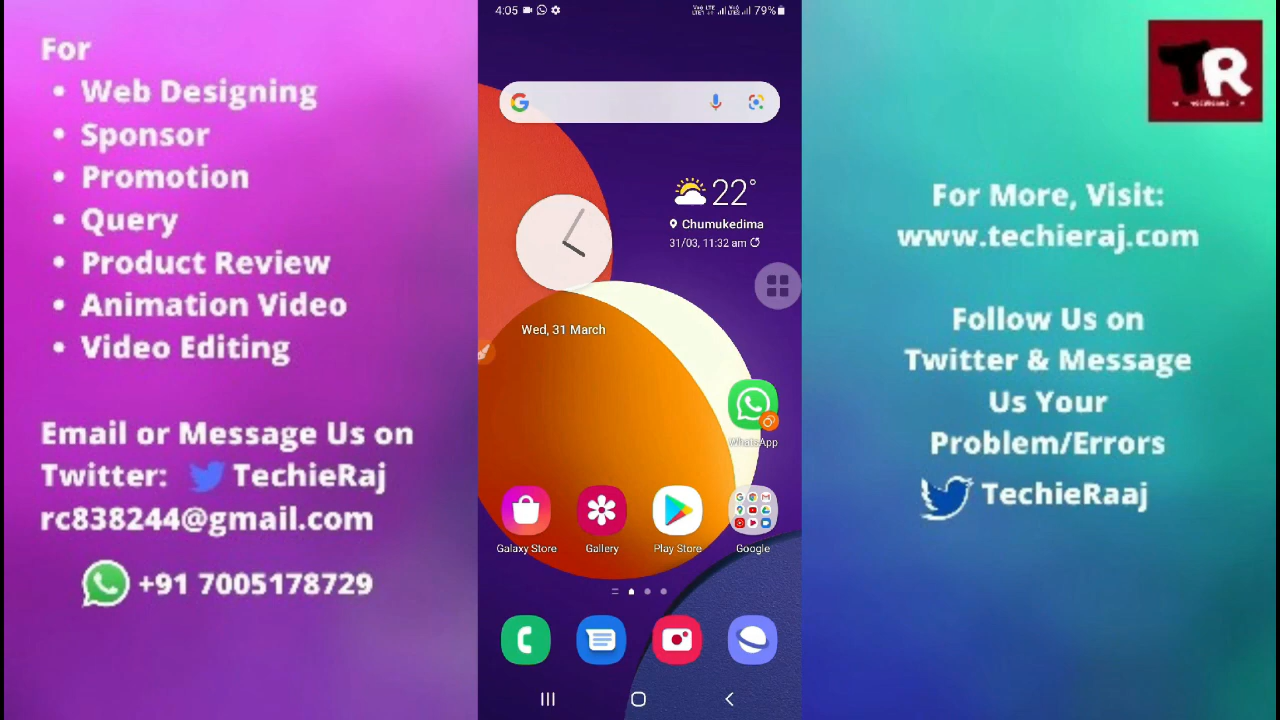 For
• Web Designing
• Sponsor
• Promotion
• Query
• Product Review
• Animation Video
• Video Editing
Email or Message Us on
Twitter: TechieRaj
rc838244@gmail.com
+91 7005178729
4:05
79%
22°
Chumukedima
31/03, 11:32 am
Wed, 31 March
WhatsApp
Galaxy Store
Gallery
Play Store
Google
TR
For More, Visit:
www.techieraj.com
Follow Us on
Twitter & Message
Us Your
Problem/Errors
TechieRaaj